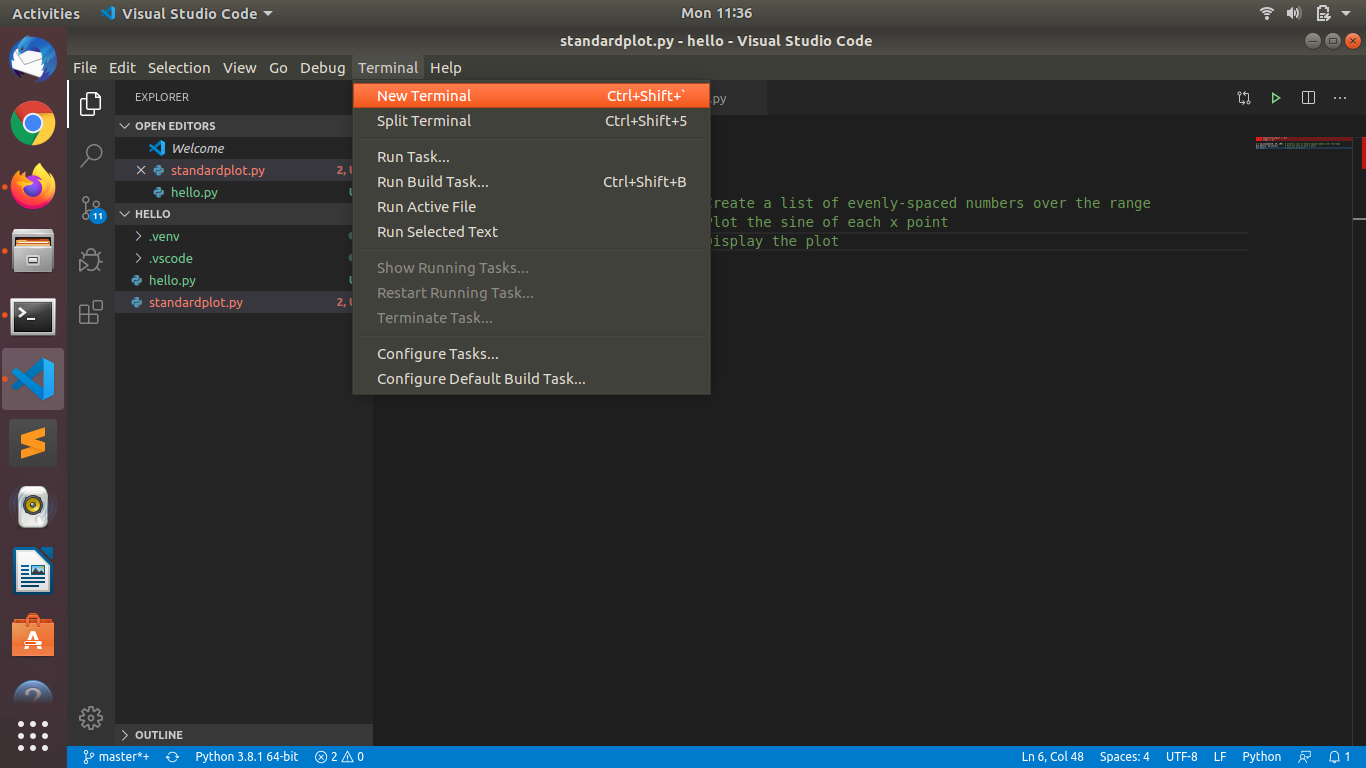 Activities Visual Studio Code Mon 11:36
standardplot.py - hello - Visual Studio Code
File Edit Selection View Go Debug Terminal Help
EXPLORER
OPEN EDITORS
Welcome
standardplot.py 2, U
hello.py
HELLO
.venv
.vscode
hello.py
standardplot.py 2, U
OUTLINE
11
New Terminal Ctrl+Shift+`
Split Terminal Ctrl+Shift+5
Run Task...
Run Build Task... Ctrl+Shift+B
Run Active File
Run Selected Text
Show Running Tasks...
Restart Running Task...
Terminate Task...
Configure Tasks...
Configure Default Build Task...
.py
Create a list of evenly-spaced numbers over the range
Plot the sine of each x point
Display the plot
master*+ Python 3.8.1 64-bit 2 0 Ln 6, Col 48 Spaces: 4 UTF-8 LF Python 1